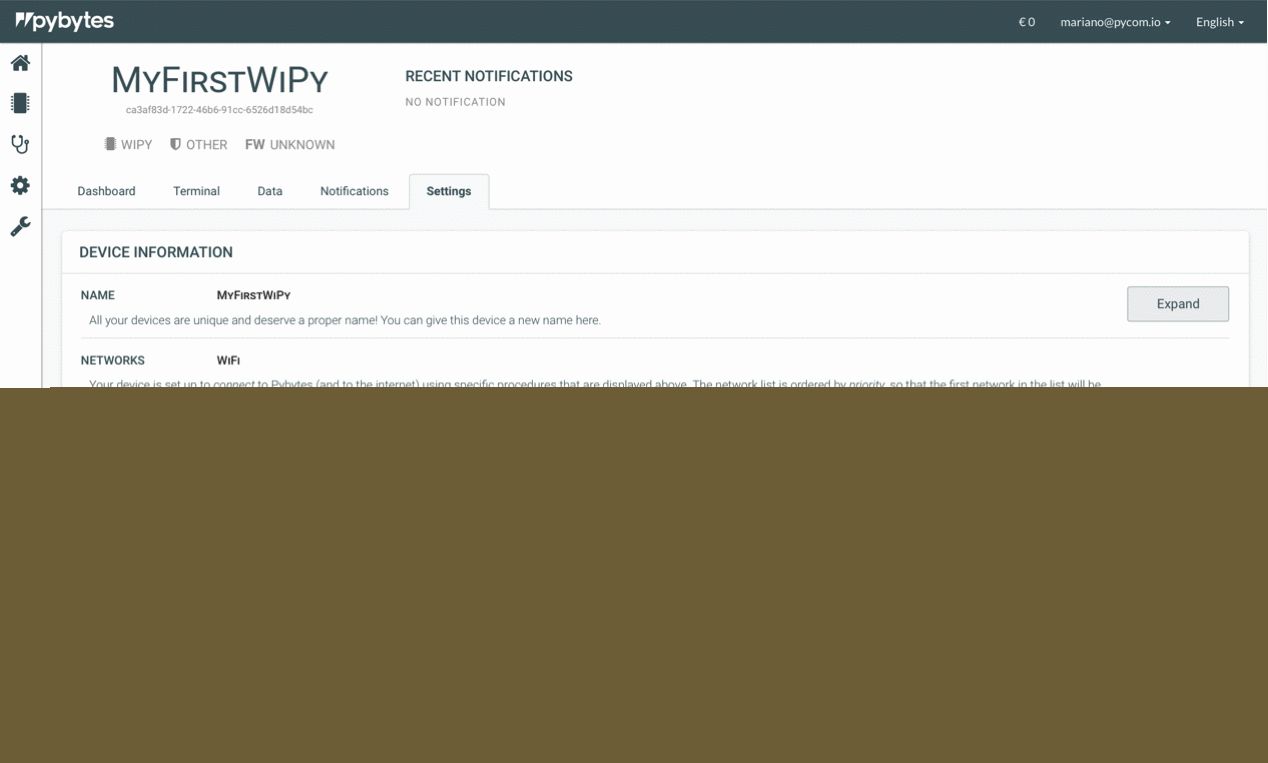 pybytes
€ 0 mariano@pycom.io English
MyFirstWiPy
ca3af83d-1722-46b6-91cc-6526d18d54bc
WIPY OTHER FW UNKNOWN
RECENT NOTIFICATIONS
NO NOTIFICATION
Dashboard Terminal Data Notifications Settings
DEVICE INFORMATION
NAME MyFirstWiPy
All your devices are unique and deserve a proper name! You can give this device a new name here.
Expand
NETWORKS WiFi
Your device is set up to connect to Pybytes (and to the internet) using specific procedures that are displayed above. The network list is ordered by priority, so that the first network in the list will be